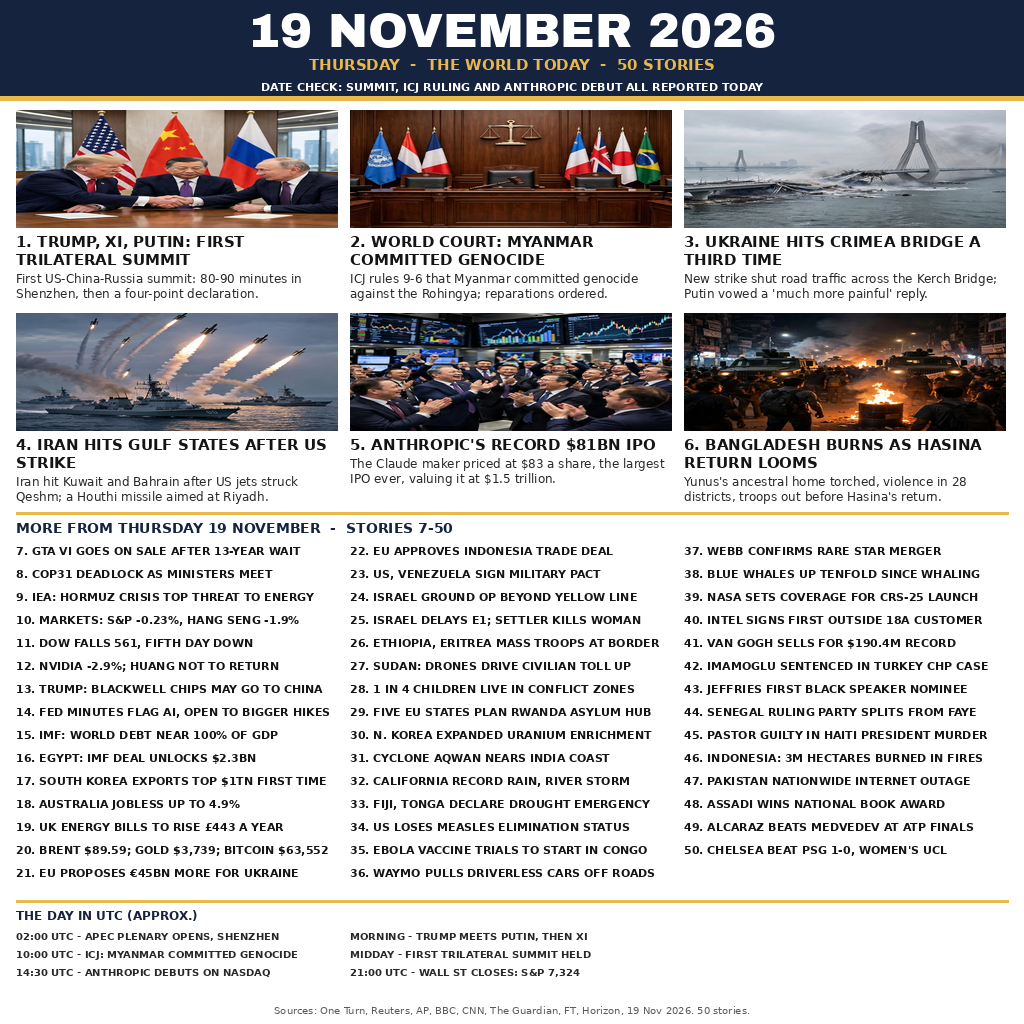 19 NOVEMBER 2026
THURSDAY - THE WORLD TODAY - 50 STORIES
DATE CHECK: SUMMIT, ICJ RULING AND ANTHROPIC DEBUT ALL REPORTED TODAY
1. TRUMP, XI, PUTIN: FIRST
TRILATERAL SUMMIT
First US-China-Russia summit: 80-90 minutes in
Shenzhen, then a four-point declaration.
2. WORLD COURT: MYANMAR
COMMITTED GENOCIDE
ICJ rules 9-6 that Myanmar committed genocide
against the Rohingya; reparations ordered.
3. UKRAINE HITS CRIMEA BRIDGE A
THIRD TIME
New strike shut road traffic across the Kerch Bridge;
Putin vowed a 'much more painful' reply.
4. IRAN HITS GULF STATES AFTER US
STRIKE
Iran hit Kuwait and Bahrain after US jets struck
Qeshm; a Houthi missile aimed at Riyadh.
5. ANTHROPIC'S RECORD $81BN IPO
The Claude maker priced at $83 a share, the largest
IPO ever, valuing it at $1.5 trillion.
6. BANGLADESH BURNS AS HASINA
RETURN LOOMS
Yunus's ancestral home torched, violence in 28
districts, troops out before Hasina's return.
MORE FROM THURSDAY 19 NOVEMBER - STORIES 7-50
7. GTA VI GOES ON SALE AFTER 13-YEAR WAIT
8. COP31 DEADLOCK AS MINISTERS MEET
9. IEA: HORMUZ CRISIS TOP THREAT TO ENERGY
10. MARKETS: S&P -0.23%, HANG SENG -1.9%
11. DOW FALLS 561, FIFTH DAY DOWN
12. NVIDIA -2.9%; HUANG NOT TO RETURN
13. TRUMP: BLACKWELL CHIPS MAY GO TO CHINA
14. FED MINUTES FLAG AI, OPEN TO BIGGER HIKES
15. IMF: WORLD DEBT NEAR 100% OF GDP
16. EGYPT: IMF DEAL UNLOCKS $2.3BN
17. SOUTH KOREA EXPORTS TOP $1TN FIRST TIME
18. AUSTRALIA JOBLESS UP TO 4.9%
19. UK ENERGY BILLS TO RISE £443 A YEAR
20. BRENT $89.59; GOLD $3,739; BITCOIN $63,552
21. EU PROPOSES €45BN MORE FOR UKRAINE
22. EU APPROVES INDONESIA TRADE DEAL
23. US, VENEZUELA SIGN MILITARY PACT
24. ISRAEL GROUND OP BEYOND YELLOW LINE
25. ISRAEL DELAYS E1; SETTLER KILLS WOMAN
26. ETHIOPIA, ERITREA MASS TROOPS AT BORDER
27. SUDAN: DRONES DRIVE CIVILIAN TOLL UP
28. 1 IN 4 CHILDREN LIVE IN CONFLICT ZONES
29. FIVE EU STATES PLAN RWANDA ASYLUM HUB
30. N. KOREA EXPANDED URANIUM ENRICHMENT
31. CYCLONE AQWAN NEARS INDIA COAST
32. CALIFORNIA RECORD RAIN, RIVER STORM
33. FIJI, TONGA DECLARE DROUGHT EMERGENCY
34. US LOSES MEASLES ELIMINATION STATUS
35. EBOLA VACCINE TRIALS TO START IN CONGO
36. WAYMO PULLS DRIVERLESS CARS OFF ROADS
37. WEBB CONFIRMS RARE STAR MERGER
38. BLUE WHALES UP TENFOLD SINCE WHALING
39. NASA SETS COVERAGE FOR CRS-25 LAUNCH
40. INTEL SIGNS FIRST OUTSIDE 18A CUSTOMER
41. VAN GOGH SELLS FOR $190.4M RECORD
42. IMAMOGLU SENTENCED IN TURKEY CHP CASE
43. JEFFRIES FIRST BLACK SPEAKER NOMINEE
44. SENEGAL RULING PARTY SPLITS FROM FAYE
45. PASTOR GUILTY IN HAITI PRESIDENT MURDER
46. INDONESIA: 3M HECTARES BURNED IN FIRES
47. PAKISTAN NATIONWIDE INTERNET OUTAGE
48. ASSADI WINS NATIONAL BOOK AWARD
49. ALCARAZ BEATS MEDVEDEV AT ATP FINALS
50. CHELSEA BEAT PSG 1-0, WOMEN'S UCL
THE DAY IN UTC (APPROX.)
02:00 UTC - APEC PLENARY OPENS, SHENZHEN
10:00 UTC - ICJ: MYANMAR COMMITTED GENOCIDE
14:30 UTC - ANTHROPIC DEBUTS ON NASDAQ
MORNING - TRUMP MEETS PUTIN, THEN XI
MIDDAY - FIRST TRILATERAL SUMMIT HELD
21:00 UTC - WALL ST CLOSES: S&P 7,324
Sources: One Turn, Reuters, AP, BBC, CNN, The Guardian, FT, Horizon, 19 Nov 2026. 50 stories.